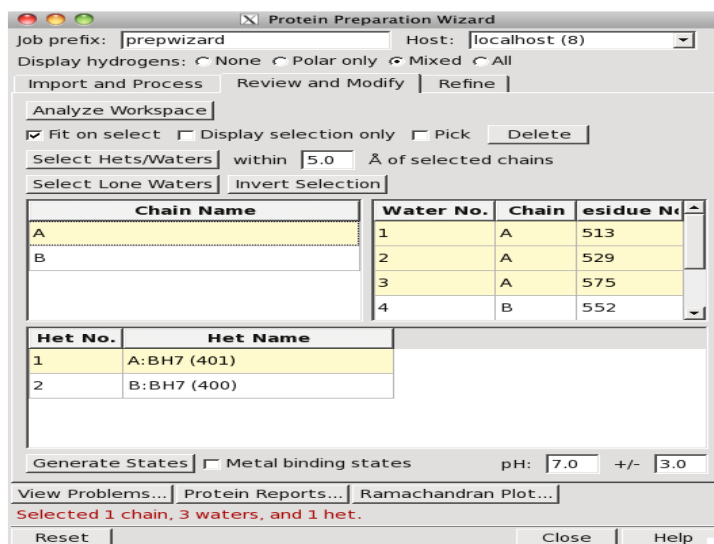 Protein Preparation Wizard
Job prefix: prepwizard Host: localhost (8)
Display hydrogens: None Polar only Mixed All
Import and Process Review and Modify Refine
Analyze Workspace
Fit on select Display selection only Pick Delete
Select Hets/Waters within 5.0 Å of selected chains
Select Lone Waters Invert Selection
Chain Name Water No. Chain esidue No
A 1 A 513
B 2 A 529
3 A 575
4 B 552
Het No. Het Name
1 A:BH7 (401)
2 B:BH7 (400)
Generate States Metal binding states pH: 7.0 +/- 3.0
View Problems... Protein Reports... Ramachandran Plot...
Selected 1 chain, 3 waters, and 1 het.
Reset Close Help